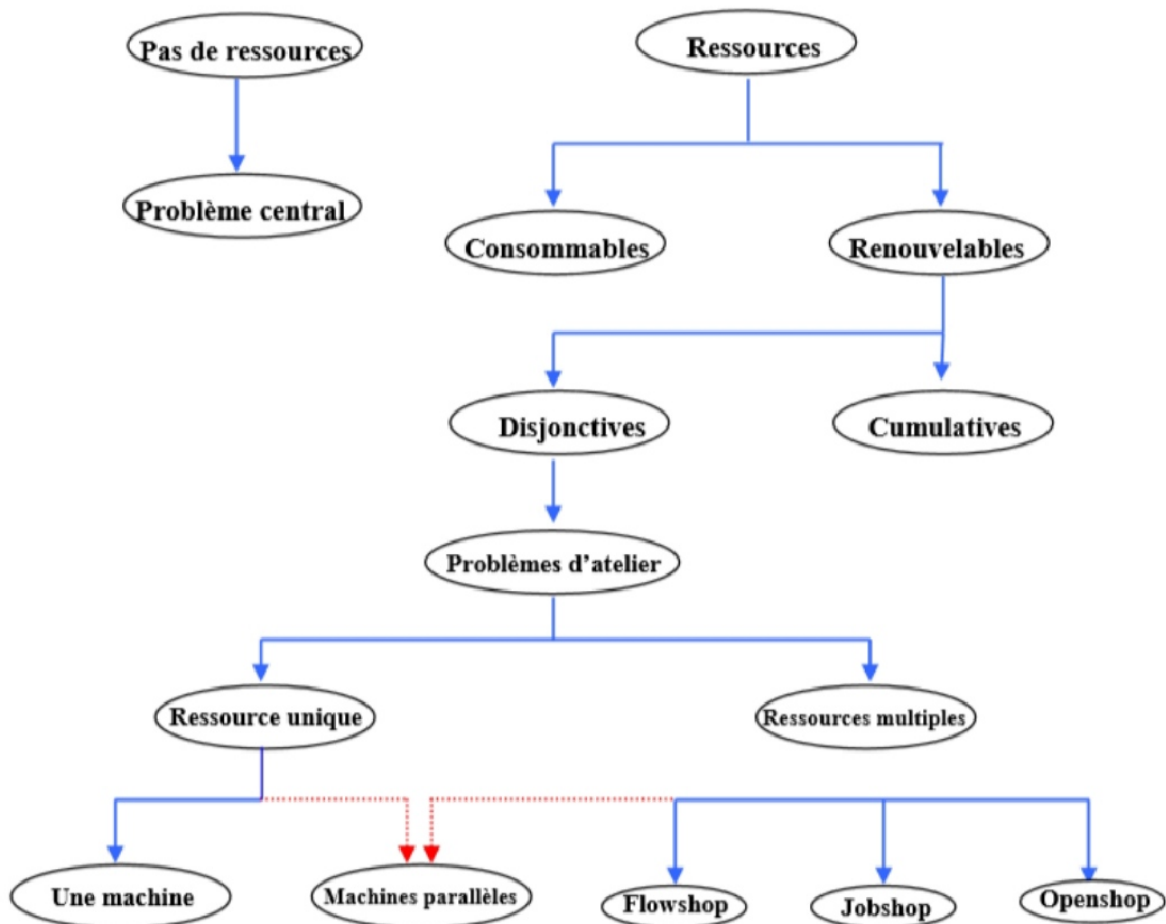 Pas de ressources
Ressources
Problème central
Consommables
Renouvelables
Disjonctives
Cumulatives
Problèmes d'atelier
Ressource unique
Ressources multiples
Une machine
Machines parallèles
Flowshop
Jobshop
Openshop